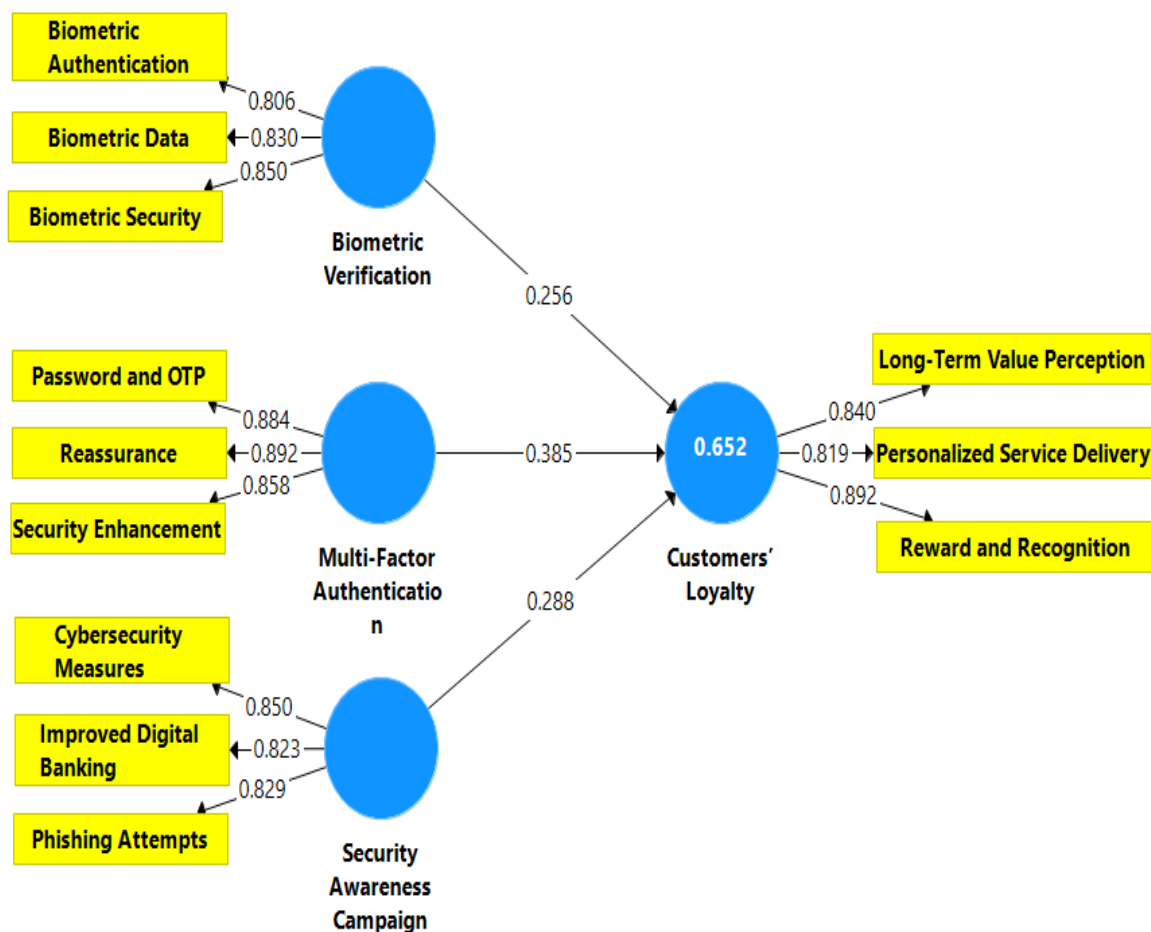 Biometric
Authentication
0.806
Biometric Data
0.830
0.850
Biometric Security
Biometric
Verification
0.256
Password and OTP
0.884
Reassurance
0.892
0.858
Security Enhancement
Multi-Factor
Authenticatio
n
0.385
0.652
Customers’
Loyalty
Long-Term Value Perception
0.840
0.819
Personalized Service Delivery
0.892
Reward and Recognition
0.288
Cybersecurity
Measures
0.850
Improved Digital
Banking
0.823
0.829
Phishing Attempts
Security
Awareness
Campaign